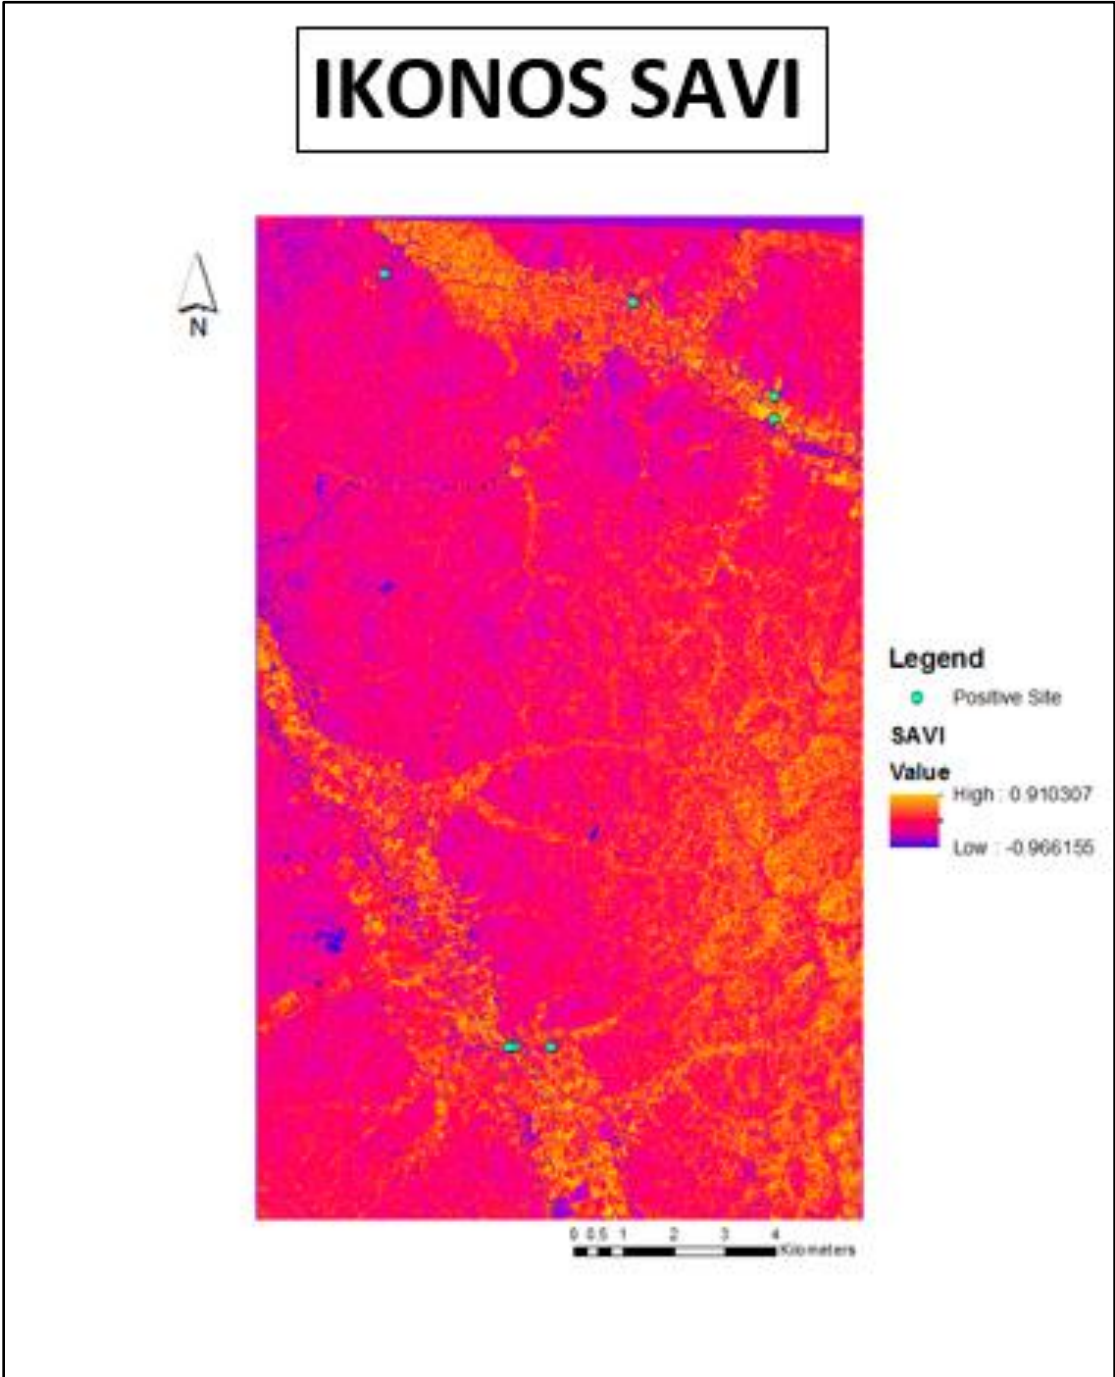 IKONOS SAVI
N
Legend
Positive Site
SAVI
Value
High : 0.910307
Low : -0.966155
0 0.5 1 2 3 4
Kilometers